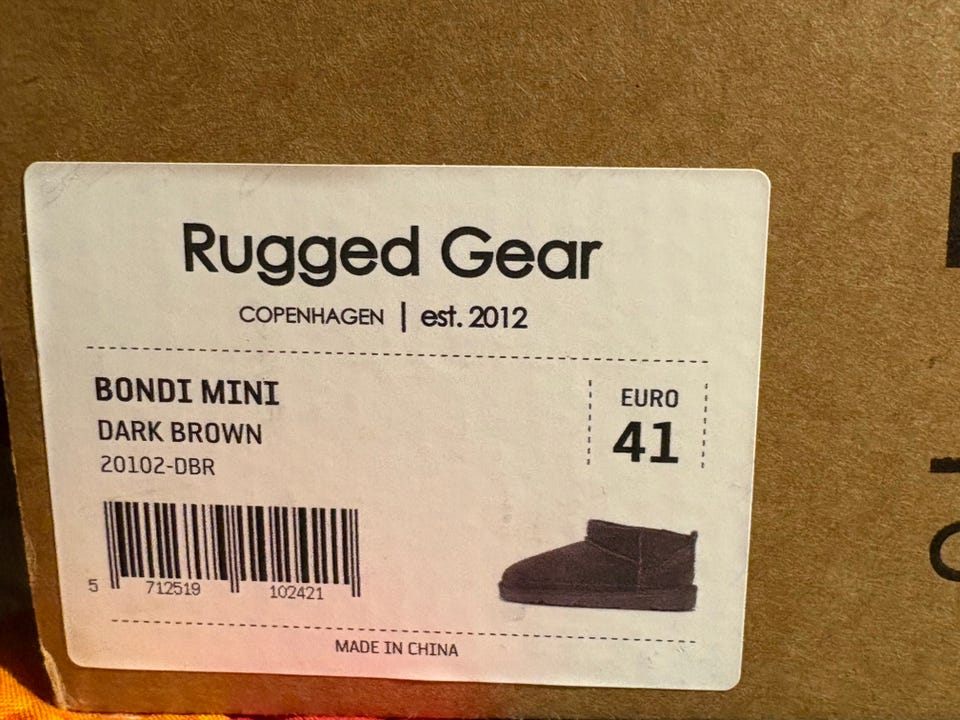 Rugged Gear
COPENHAGEN | est. 2012
BONDI MINI
DARK BROWN
20102-DBR
EURO
41
5 712519 102421
MADE IN CHINA